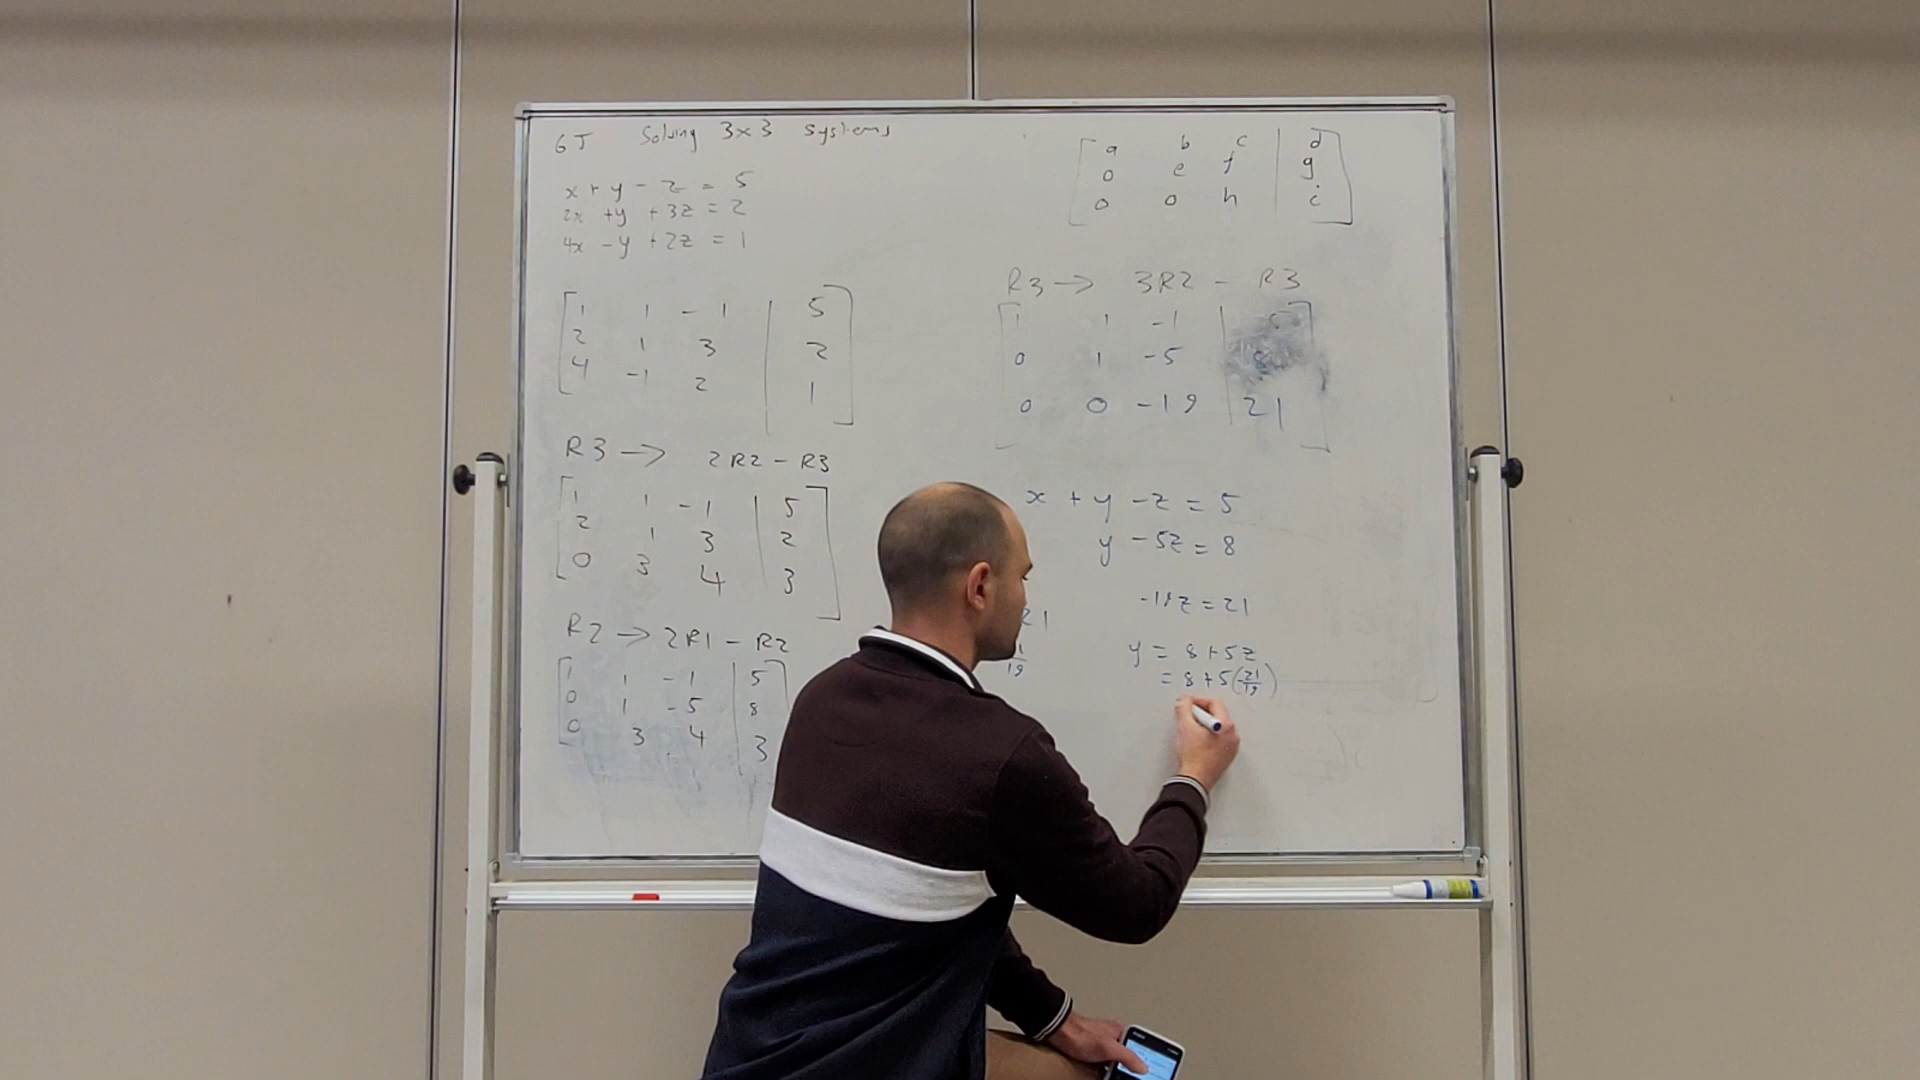 6J Solving 3x3 systems
x + y - z = 5
2x + y + 3z = 2
4x - y + 2z = 1
1 1 -1 | 5
2 1 3 | 2
4 -1 2 | 1
R3 → 2R2 - R3
1 1 -1 | 5
2 1 3 | 2
0 3 4 | 3
R2 → 2R1 - R2
1 1 -1 | 5
0 1 -5 | 8
0 3 4 | 3
a b c | d
0 e f | g
0 0 h | i
R3 → 3R2 - R3
1 1 -1 | 5
0 1 -5 | 8
0 0 -19 | 21
x + y - z = 5
y - 5z = 8
-19z = 21
y = 8 + 5z
= 8 + 5(-21/19)